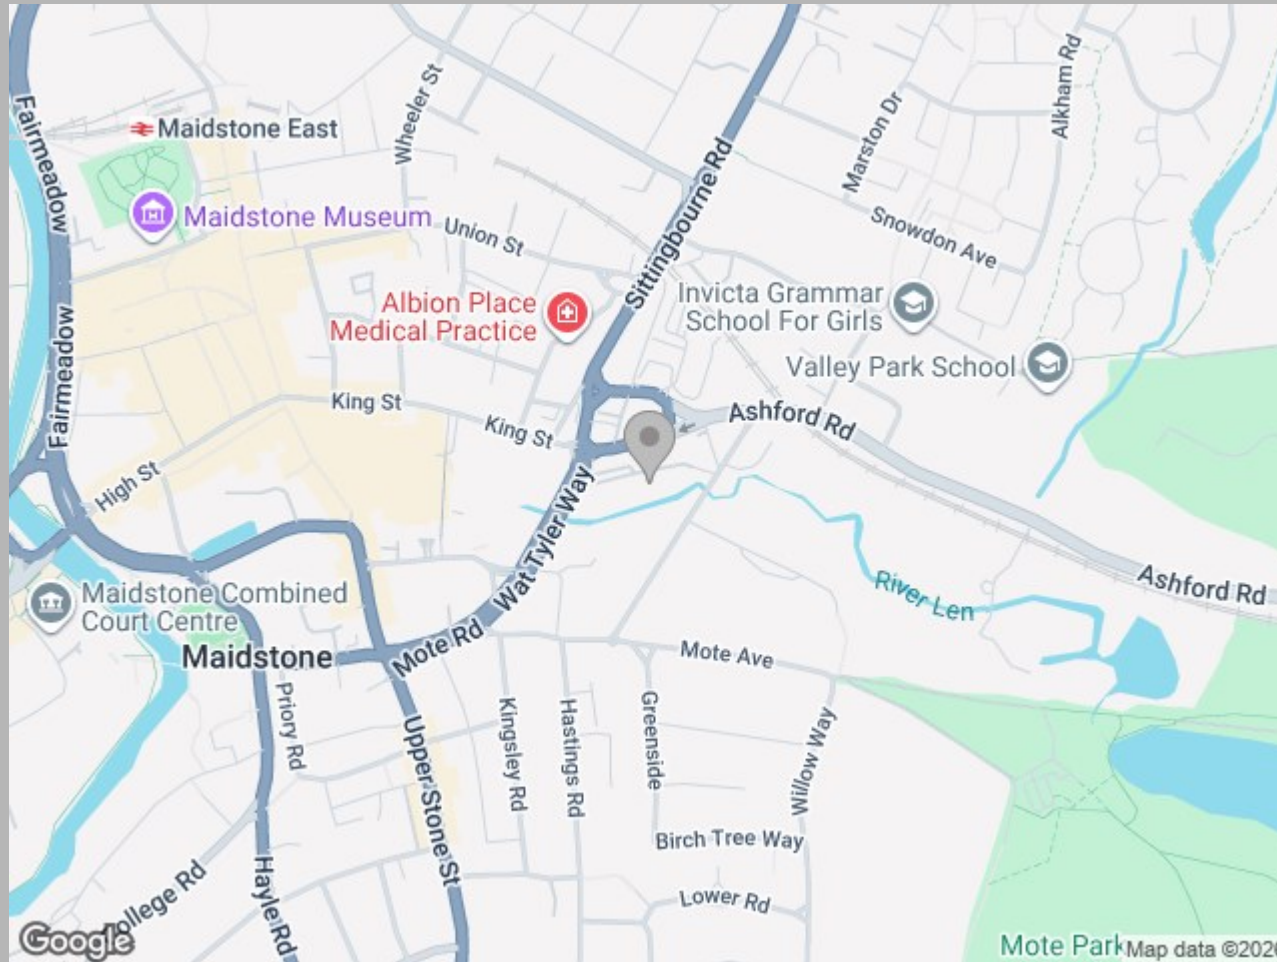 Fairmeadow
Maidstone East
Wheeler St
Sittingbourne Rd
Marston Dr
Alkham Rd
Maidstone Museum
Union St
Snowdon Ave
Albion Place
Medical Practice
Invicta Grammar
School For Girls
Valley Park School
Fairmeadow
King St
King St
Ashford Rd
High St
Wat Tyler Way
Maidstone Combined
Court Centre
River Len
Ashford Rd
Maidstone
Mote Rd
Mote Ave
Priory Rd
Upper Stone St
Kingsley Rd
Hastings Rd
Greenside
Willow Way
Birch Tree Way
College Rd
Hayle Rd
Lower Rd
Google
Mote Park
Map data ©2026